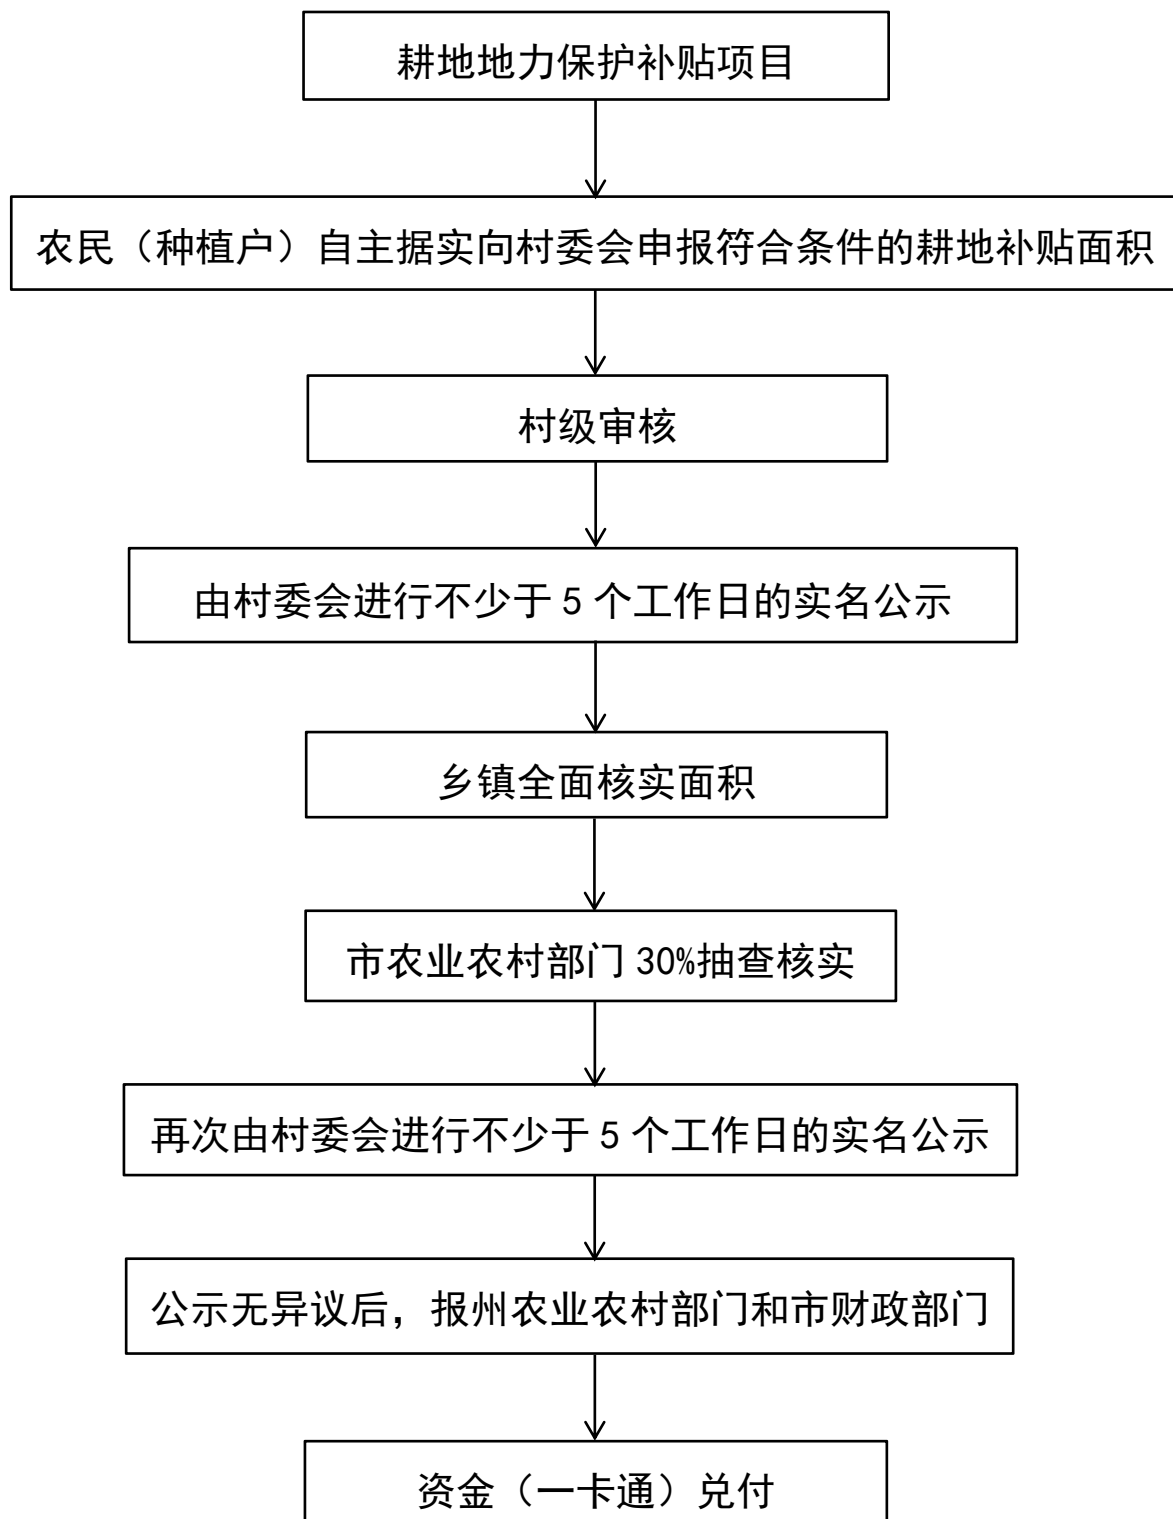 耕地地力保护补贴项目
农民（种植户）自主据实向村委会申报符合条件的耕地补贴面积
村级审核
由村委会进行不少于 5 个工作日的实名公示
乡镇全面核实面积
市农业农村部门 30%抽查核实
再次由村委会进行不少于 5 个工作日的实名公示
公示无异议后，报州农业农村部门和市财政部门
资金（一卡通）兑付